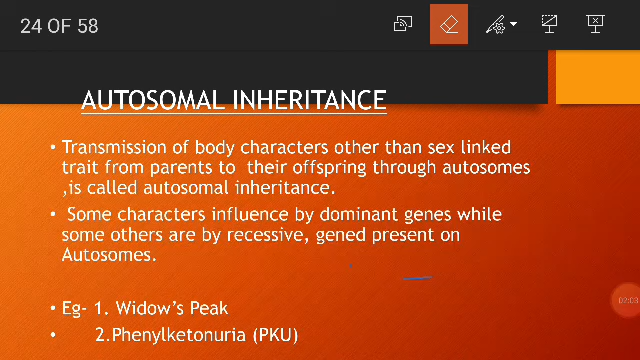 24 OF 58
AUTOSOMAL INHERITANCE
• Transmission of body characters other than sex linked
trait from parents to their offspring through autosomes
,is called autosomal inheritance.
• Some characters influence by dominant genes while
some others are by recessive, gened present on
Autosomes.
02:03
• Eg- 1. Widow's Peak
• 2.Phenylketonuria (PKU)